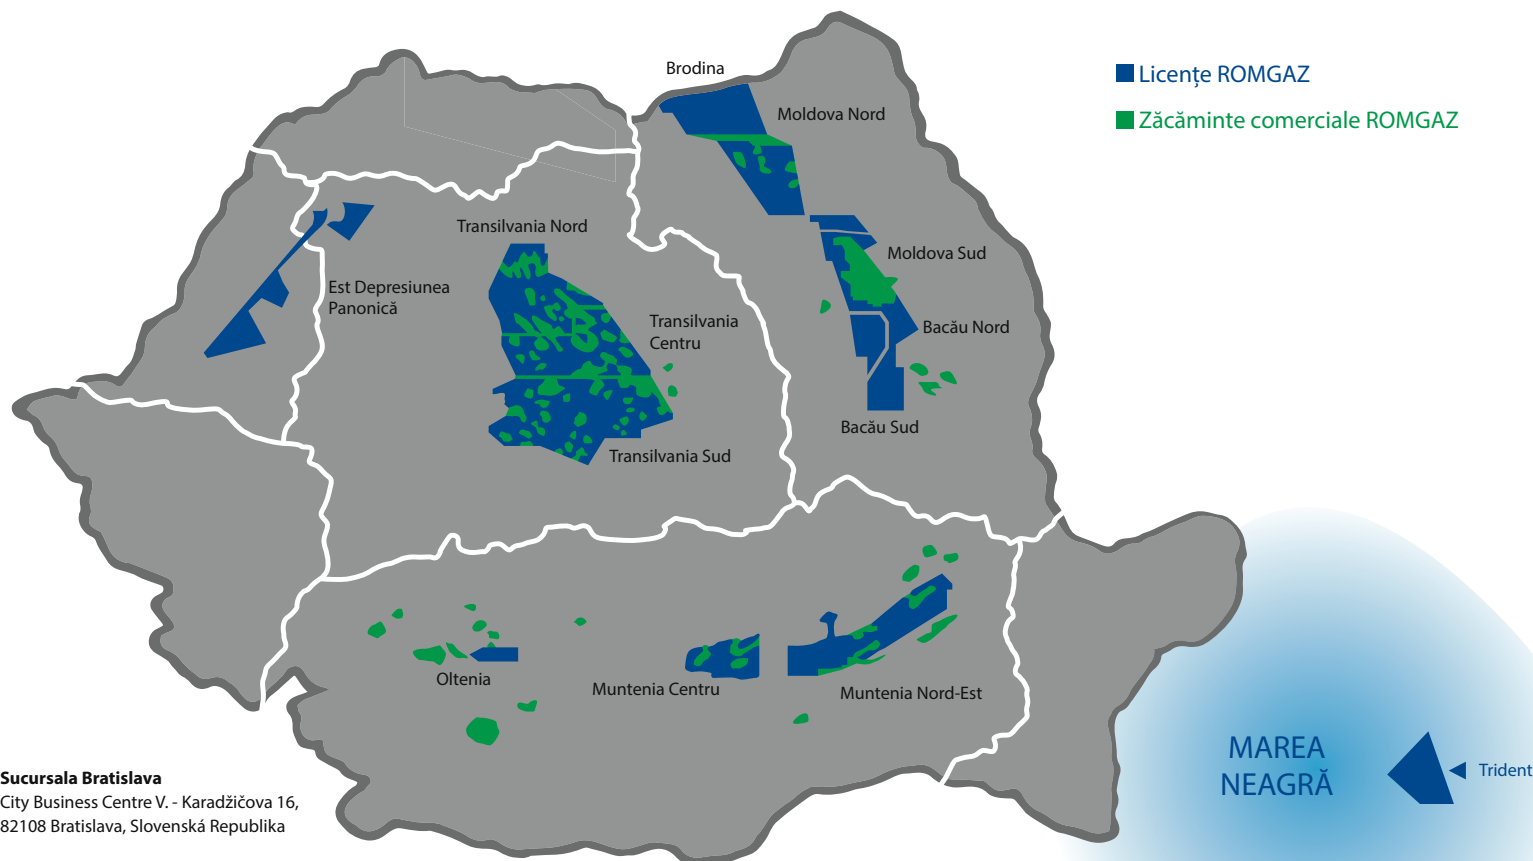 Brodina
Licențe ROMGAZ
Moldova Nord
Zăcăminte comerciale ROMGAZ
Transilvania Nord
Moldova Sud
Est Depresiunea
Panonică
Transilvania
Centru
Bacău Nord
Bacău Sud
Transilvania Sud
Oltenia
Muntenia Centru
Muntenia Nord-Est
MAREA
NEAGRĂ
Trident
Sucursala Bratislava
City Business Centre V. - Karadžičova 16,
82108 Bratislava, Slovenská Republika